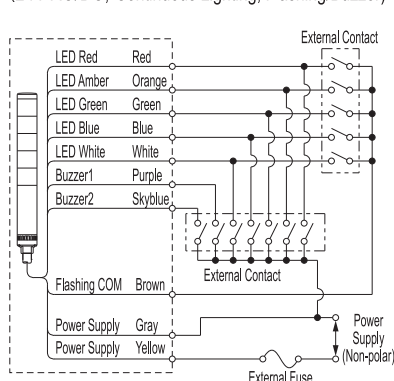 External Contact
LED Red Red
LED Amber Orange
LED Green Green
LED Blue Blue
LED White White
Buzzer1 Purple
Buzzer2 Skyblue
External Contact
Flashing COM Brown
Power Supply Gray
Power Supply Yellow
Power
Supply
(Non-polar)
External Fuse